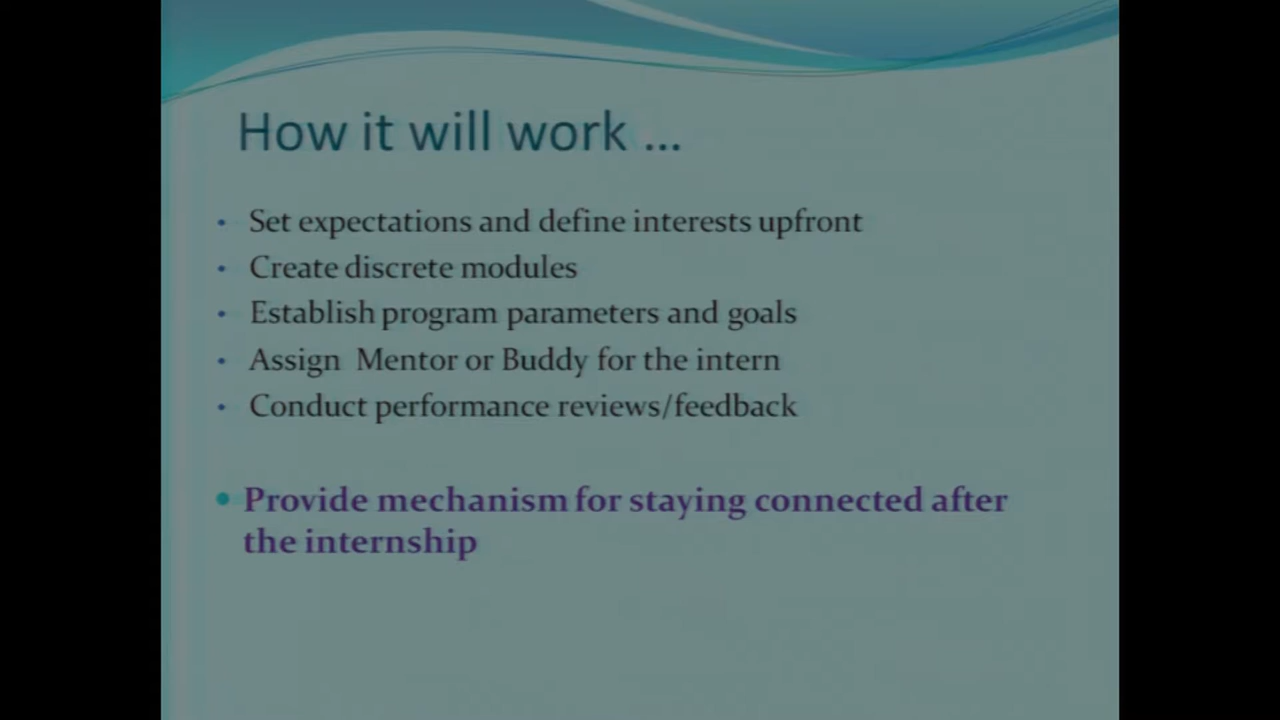 How it will work ...
• Set expectations and define interests upfront
• Create discrete modules
• Establish program parameters and goals
• Assign Mentor or Buddy for the intern
• Conduct performance reviews/feedback
• Provide mechanism for staying connected after
the internship